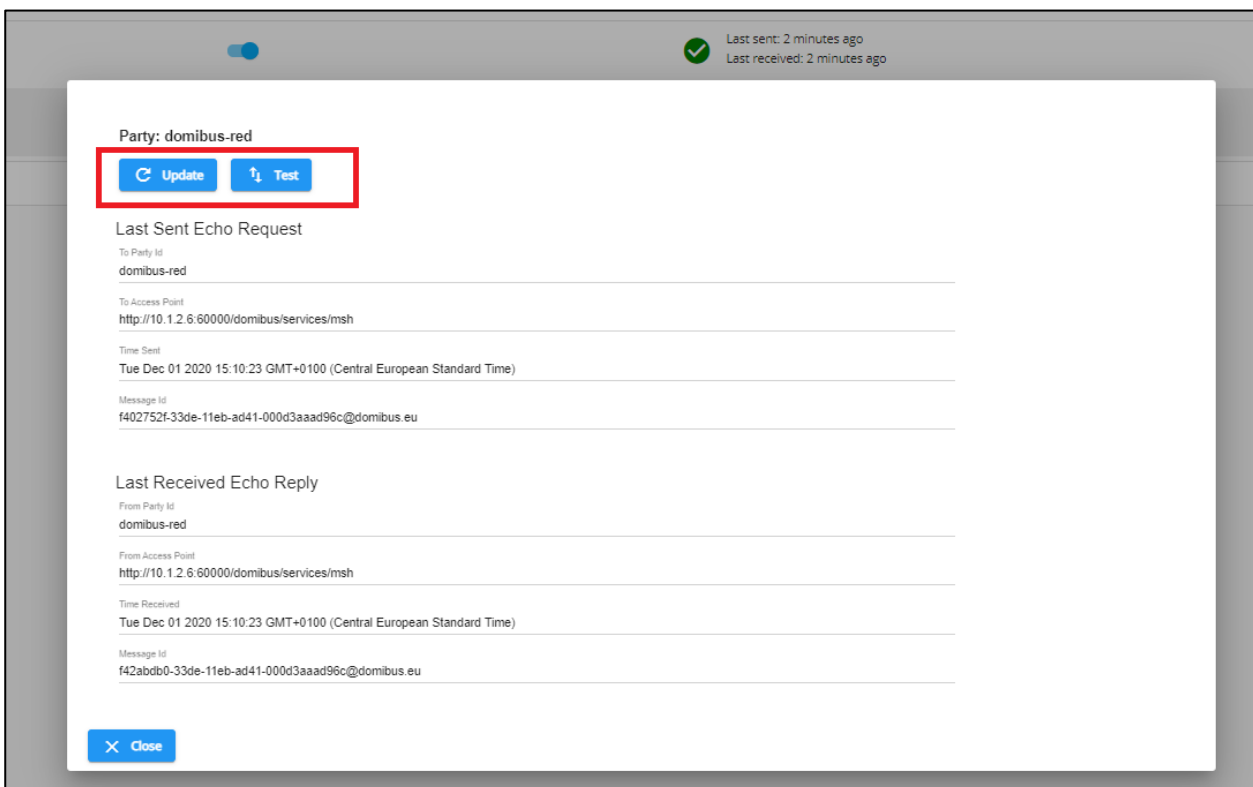 Last sent: 2 minutes ago
Last received: 2 minutes ago
Party: domibus-red
Update
Test
Last Sent Echo Request
To Party Id
domibus-red
To Access Point
http://10.1.2.6:60000/domibus/services/msh
Time Sent
Tue Dec 01 2020 15:10:23 GMT+0100 (Central European Standard Time)
Message Id
f402752f-33de-11eb-ad41-000d3aaad96c@domibus.eu
Last Received Echo Reply
From Party Id
domibus-red
From Access Point
http://10.1.2.6:60000/domibus/services/msh
Time Received
Tue Dec 01 2020 15:10:23 GMT+0100 (Central European Standard Time)
Message Id
f42abdb0-33de-11eb-ad41-000d3aaad96c@domibus.eu
Close